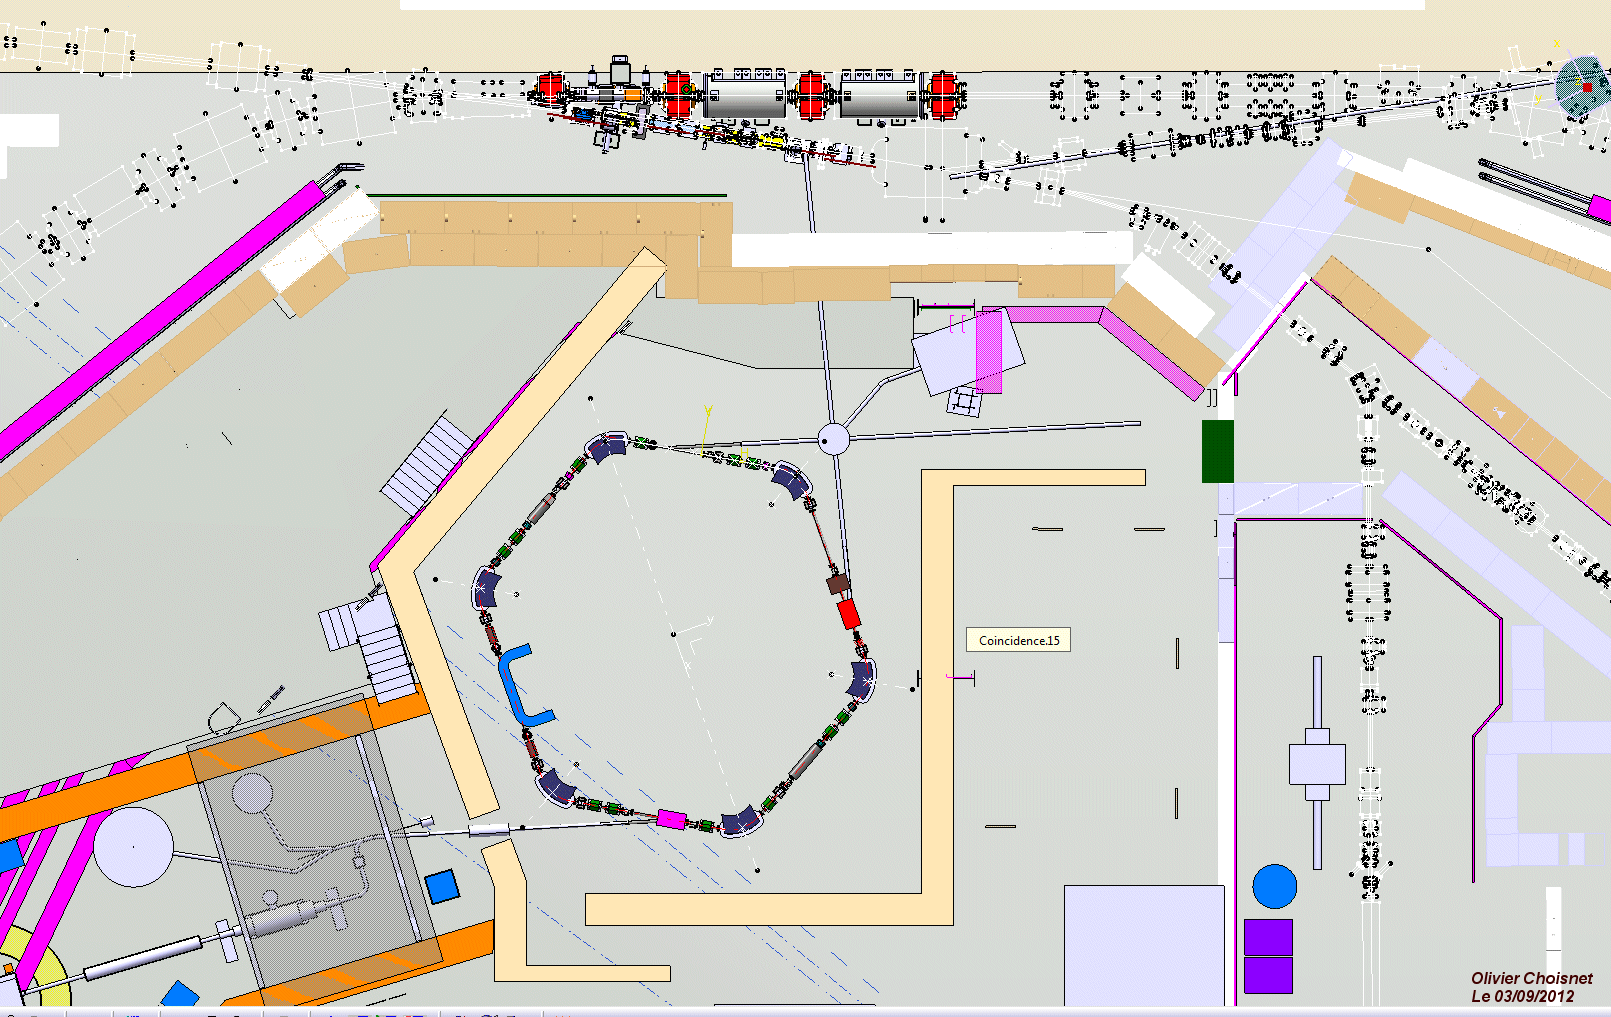 Coincidence.15
Olivier Choisnet
Le 03/09/2012